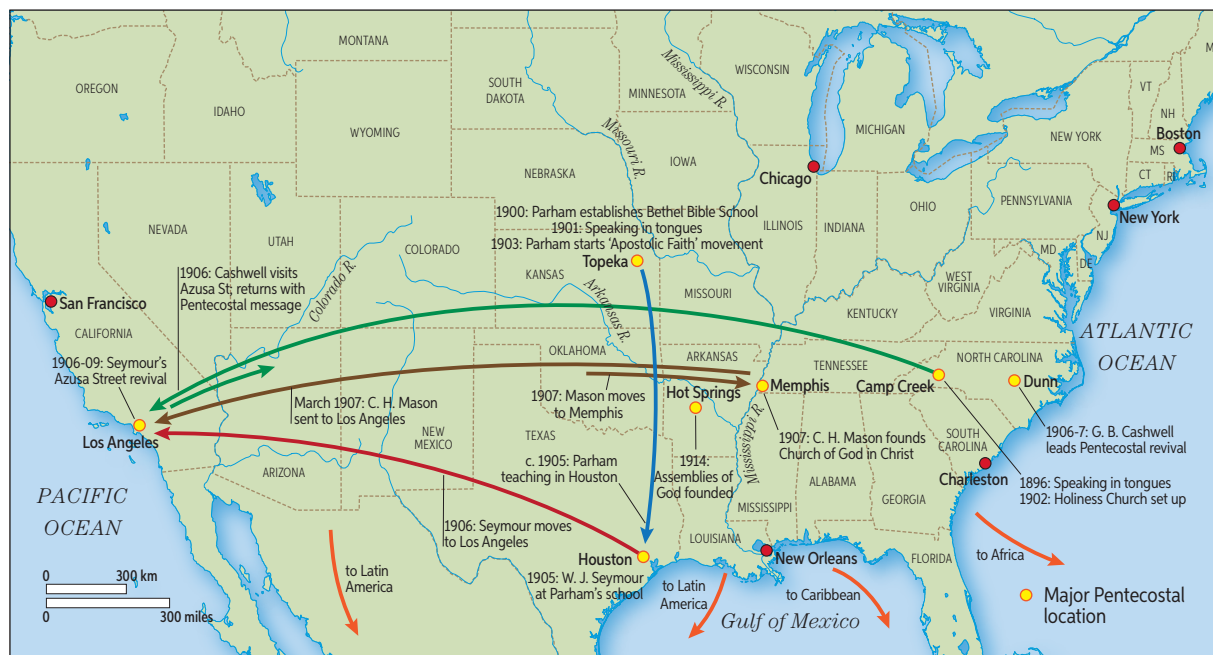 OREGON
IDAHO
MONTANA
WYOMING
SOUTH
DAKOTA
MINNESOTA
WISCONSIN
MICHIGAN
Mississippi R.
Missouri R.
IOWA
NEBRASKA
NEVADA
UTAH
COLORADO
KANSAS
MISSOURI
ILLINOIS
INDIANA
OHIO
PENNSYLVANIA
NEW YORK
VT
NH
M
MS
CT
RI
NJ
MD
DE
Boston
New York
Chicago
WEST
VIRGINIA
VIRGINIA
KENTUCKY
1900: Parham establishes Bethel Bible School
1901: Speaking in tongues
1903: Parham starts ‘Apostolic Faith’ movement
Topeka
1906: Cashwell visits
Azusa St; returns with
Pentecostal message
Colorado R.
Arkansas R.
San Francisco
CALIFORNIA
1906-09: Seymour's
Azusa Street revival
Los Angeles
March 1907: C. H. Mason
sent to Los Angeles
OKLAHOMA
ARKANSAS
TENNESSEE
NORTH CAROLINA
ATLANTIC
OCEAN
1907: Mason moves
to Memphis
Hot Springs
Memphis
Camp Creek
Dunn
NEW
MEXICO
TEXAS
ARIZONA
Mississippi R.
1907: C. H. Mason founds
Church of God in Christ
SOUTH
CAROLINA
1906-7: G. B. Cashwell
leads Pentecostal revival
c. 1905: Parham
teaching in Houston
1914:
Assemblies of
God founded
ALABAMA
GEORGIA
MISSISSIPPI
Charleston
1896: Speaking in tongues
1902: Holiness Church set up
PACIFIC
OCEAN
1906: Seymour moves
to Los Angeles
LOUISIANA
New Orleans
FLORIDA
to Africa
Houston
1905: W. J. Seymour
at Parham's school
to Latin
America
to Latin
America
to Caribbean
Gulf of Mexico
0 300 km
0 300 miles
Major Pentecostal
location